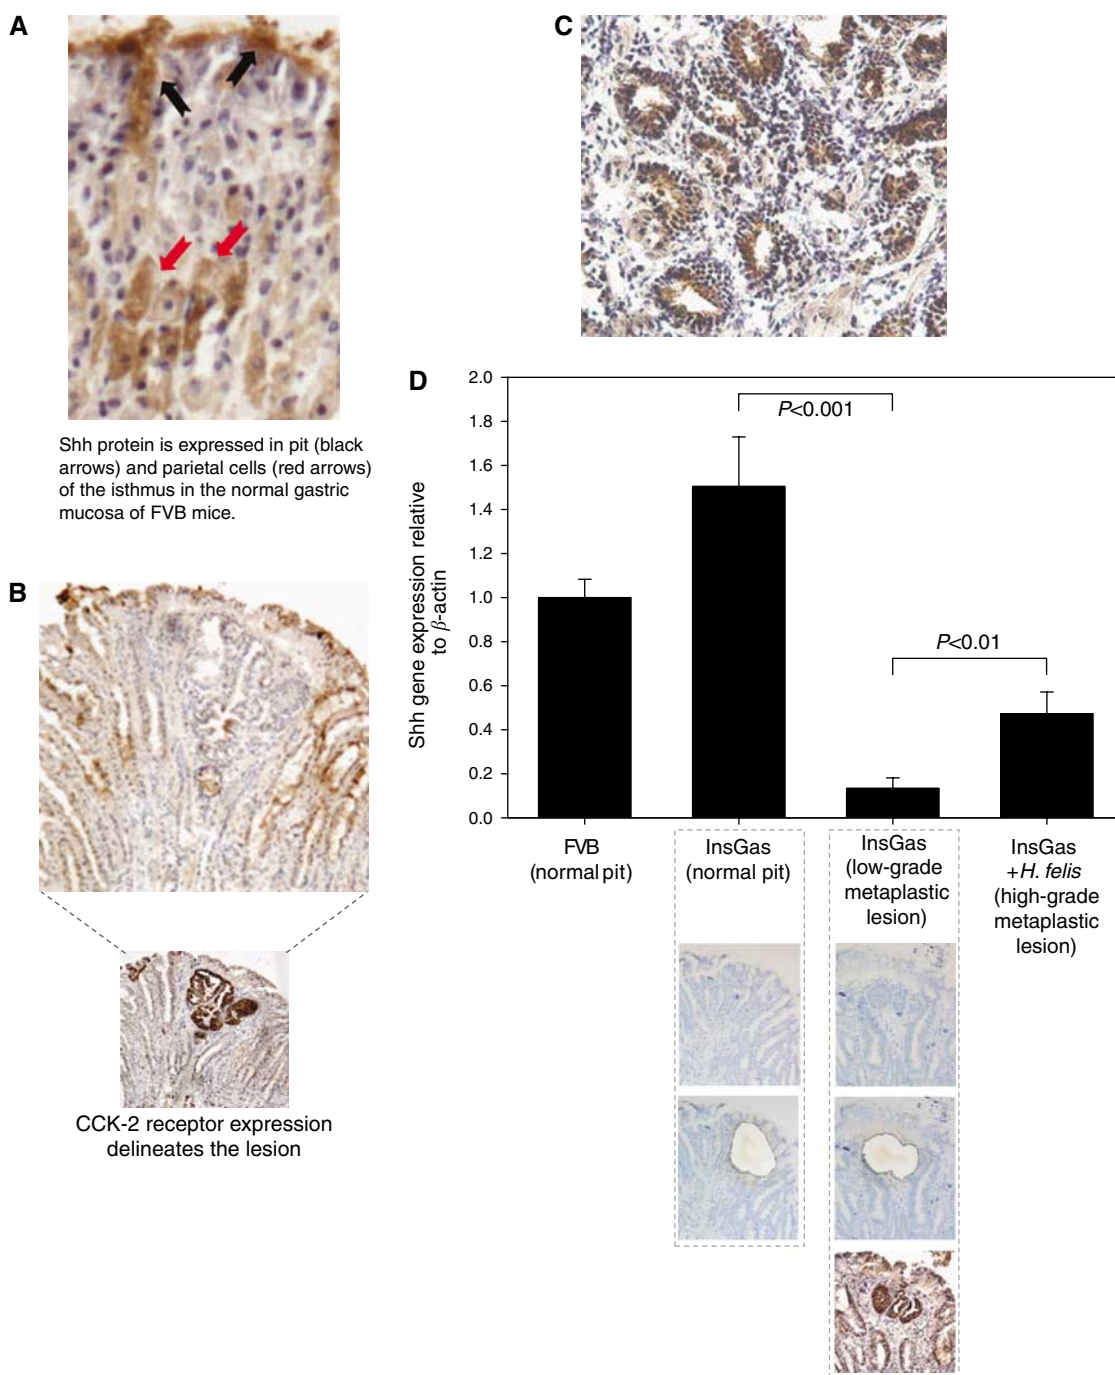 A
Shh protein is expressed in pit (black
arrows) and parietal cells (red arrows)
of the isthmus in the normal gastric
mucosa of FVB mice.
B
CCK-2 receptor expression
delineates the lesion
C
D
Shh gene expression relative
to β-actin
2.0
1.8
1.6
1.4
1.2
1.0
0.8
0.6
0.4
0.2
0.0
P<0.001
P<0.01
FVB
(normal pit)
InsGas
(normal pit)
InsGas
(low-grade
metaplastic
lesion)
InsGas
+H. felis
(high-grade
metaplastic
lesion)